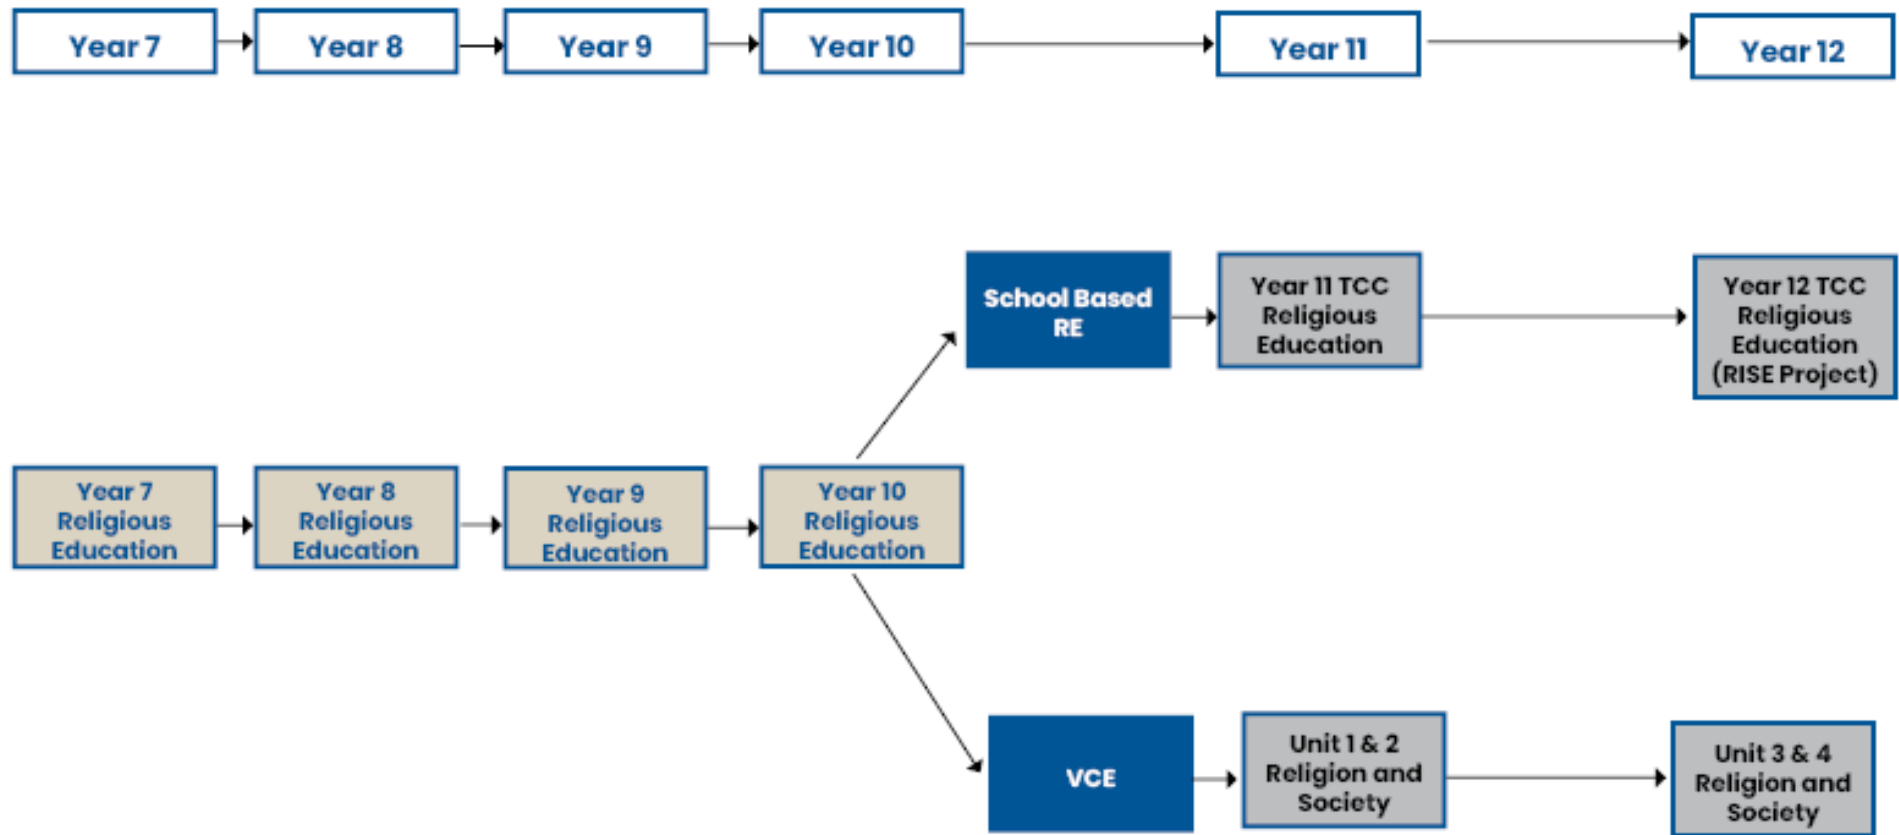 Year 7
Year 8
Year 9
Year 10
Year 11
Year 12
School Based
RE
Year 11 TCC
Religious
Education
Year 12 TCC
Religious
Education
(RISE Project)
Year 7
Religious
Education
Year 8
Religious
Education
Year 9
Religious
Education
Year 10
Religious
Education
VCE
Unit 1 & 2
Religion and
Society
Unit 3 & 4
Religion and
Society